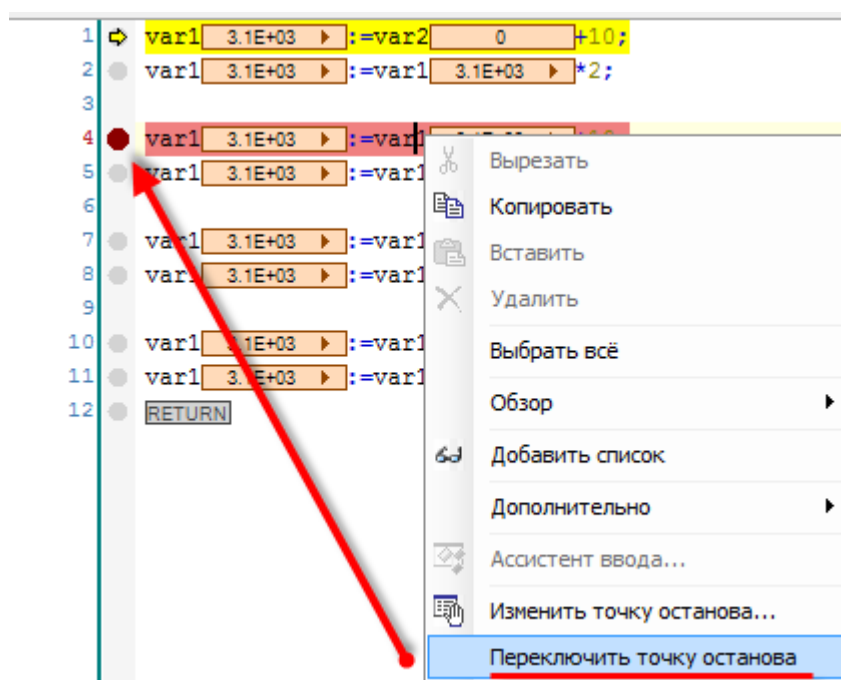 1 var1 3.1E+03 :=var2 0 +10;
2 var1 3.1E+03 :=var1 3.1E+03 *2;
3
4 var1 3.1E+03 :=var1
5 var1 3.1E+03 :=var1
6
7 var1 3.1E+03 :=var1
8 var1 3.1E+03 :=var1
9
10 var1 3.1E+03 :=var1
11 var1 3.1E+03 :=var1
12 RETURN
Вырезать
Копировать
Вставить
Удалить
Выбрать всё
Обзор
Добавить список
Дополнительно
Ассистент ввода...
Изменить точку останова...
Переключить точку останова